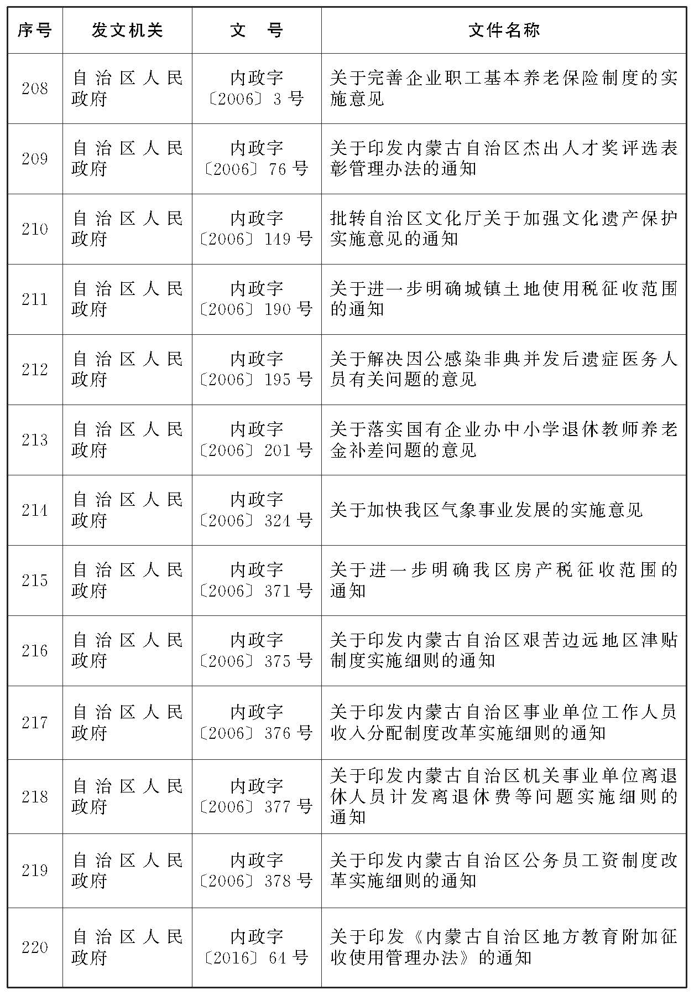 序号 发文机关 文 号 文件名称
208 自治区人民政府 内政字〔2006〕3号 关于完善企业职工基本养老保险制度的实
施意见
209 自治区人民政府 内政字〔2006〕76号 关于印发内蒙古自治区杰出人才奖评选表
彰管理办法的通知
210 自治区人民政府 内政字〔2006〕149号 批转自治区文化厅关于加强文化遗产保护
实施意见的通知
211 自治区人民政府 内政字〔2006〕190号 关于进一步明确城镇土地使用税征收范围
的通知
212 自治区人民政府 内政字〔2006〕195号 关于解决因公感染非典并发后遗症医务人
员有关问题的意见
213 自治区人民政府 内政字〔2006〕201号 关于落实国有企业办中小学退休教师养老
金补差问题的意见
214 自治区人民政府 内政字〔2006〕324号 关于加快我区气象事业发展的实施意见
215 自治区人民政府 内政字〔2006〕371号 关于进一步明确我区房产税征收范围的
通知
216 自治区人民政府 内政字〔2006〕375号 关于印发内蒙古自治区艰苦边远地区津贴
制度实施细则的通知
217 自治区人民政府 内政字〔2006〕376号 关于印发内蒙古自治区事业单位工作人员
收入分配制度改革实施细则的通知
218 自治区人民政府 内政字〔2006〕377号 关于印发内蒙古自治区机关事业单位离退
休人员计发离退休费等问题实施细则的
通知
219 自治区人民政府 内政字〔2006〕378号 关于印发内蒙古自治区公务员工资制度改
革实施细则的通知
220 自治区人民政府 内政字〔2016〕64号 关于印发《内蒙古自治区地方教育附加征
收使用管理办法》的通知